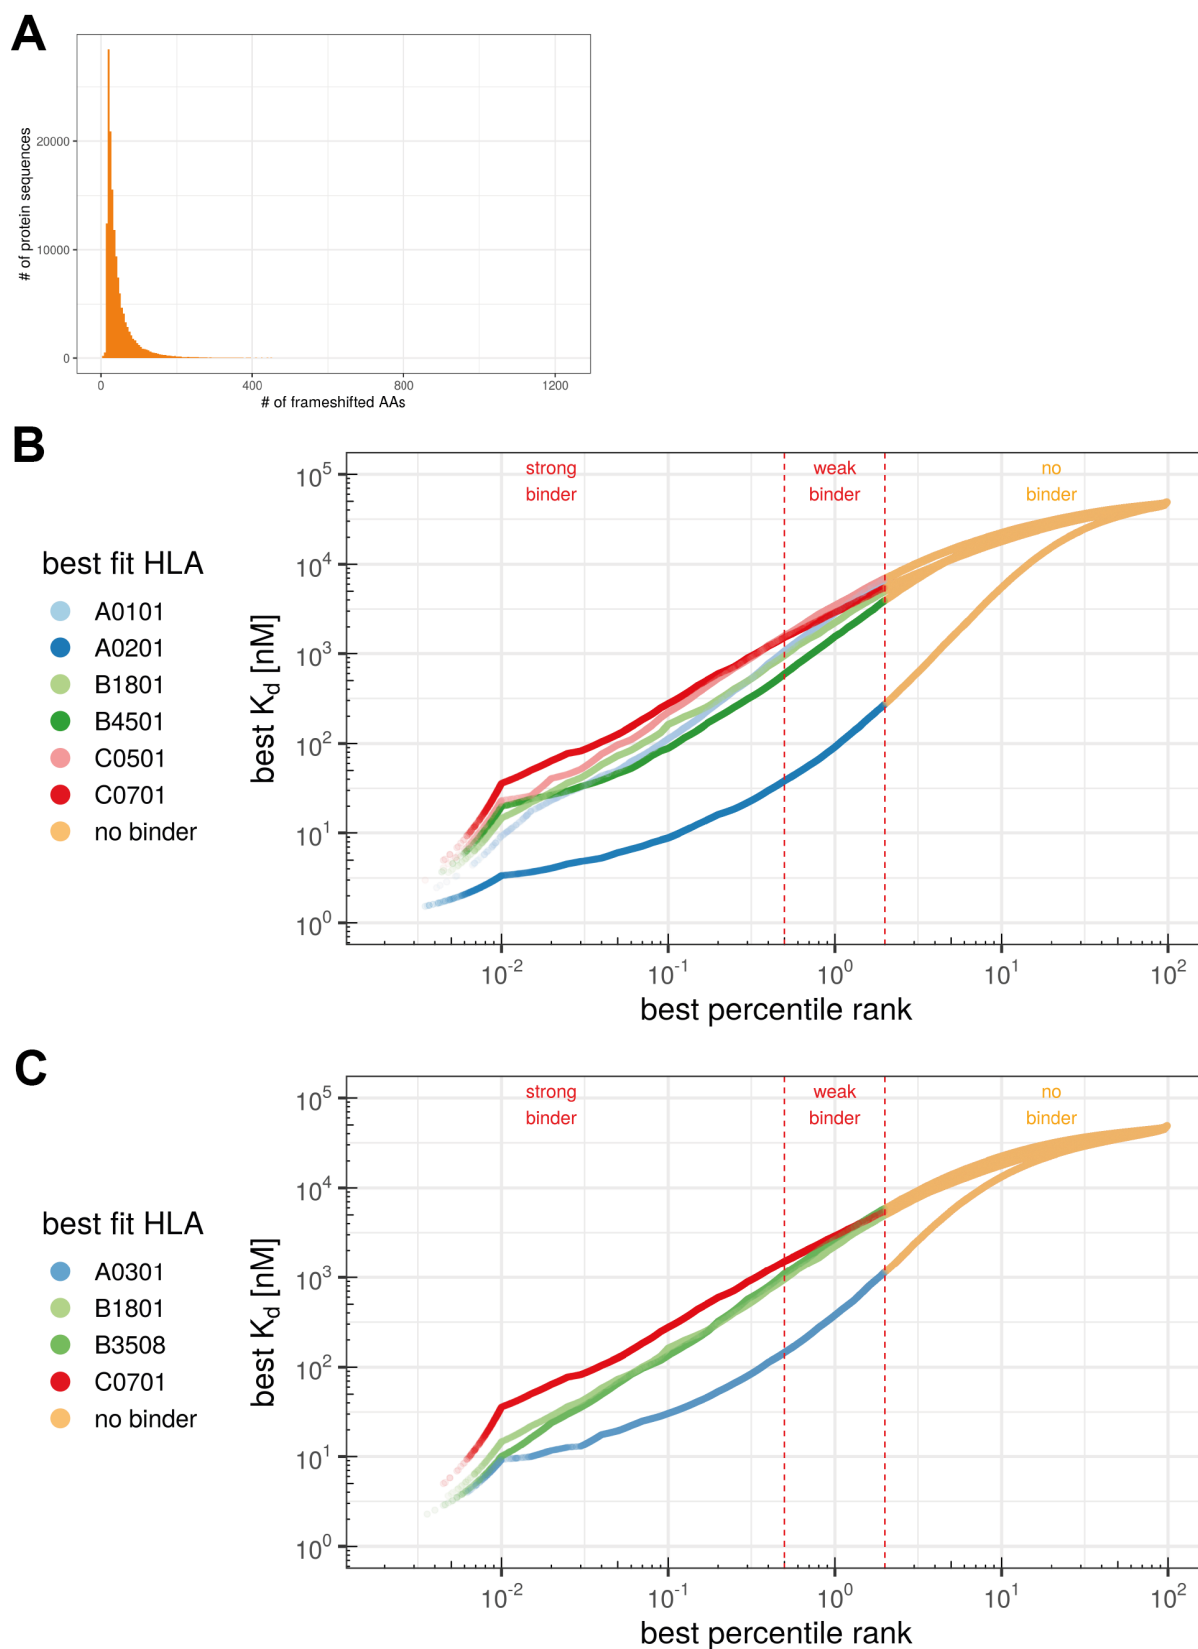 A
# of protein sequences
20000
10000
0
0 400 800 1200
# of frameshifted AAs
B
best fit HLA
A0101
A0201
B1801
B4501
C0501
C0701
no binder
best K_d [nM]
strong weak no
binder binder binder
10^5
10^4
10^3
10^2
10^1
10^0
10^-2 10^-1 10^0 10^1 10^2
best percentile rank
C
best fit HLA
A0301
B1801
B3508
C0701
no binder
best K_d [nM]
strong weak no
binder binder binder
10^5
10^4
10^3
10^2
10^1
10^0
10^-2 10^-1 10^0 10^1 10^2
best percentile rank